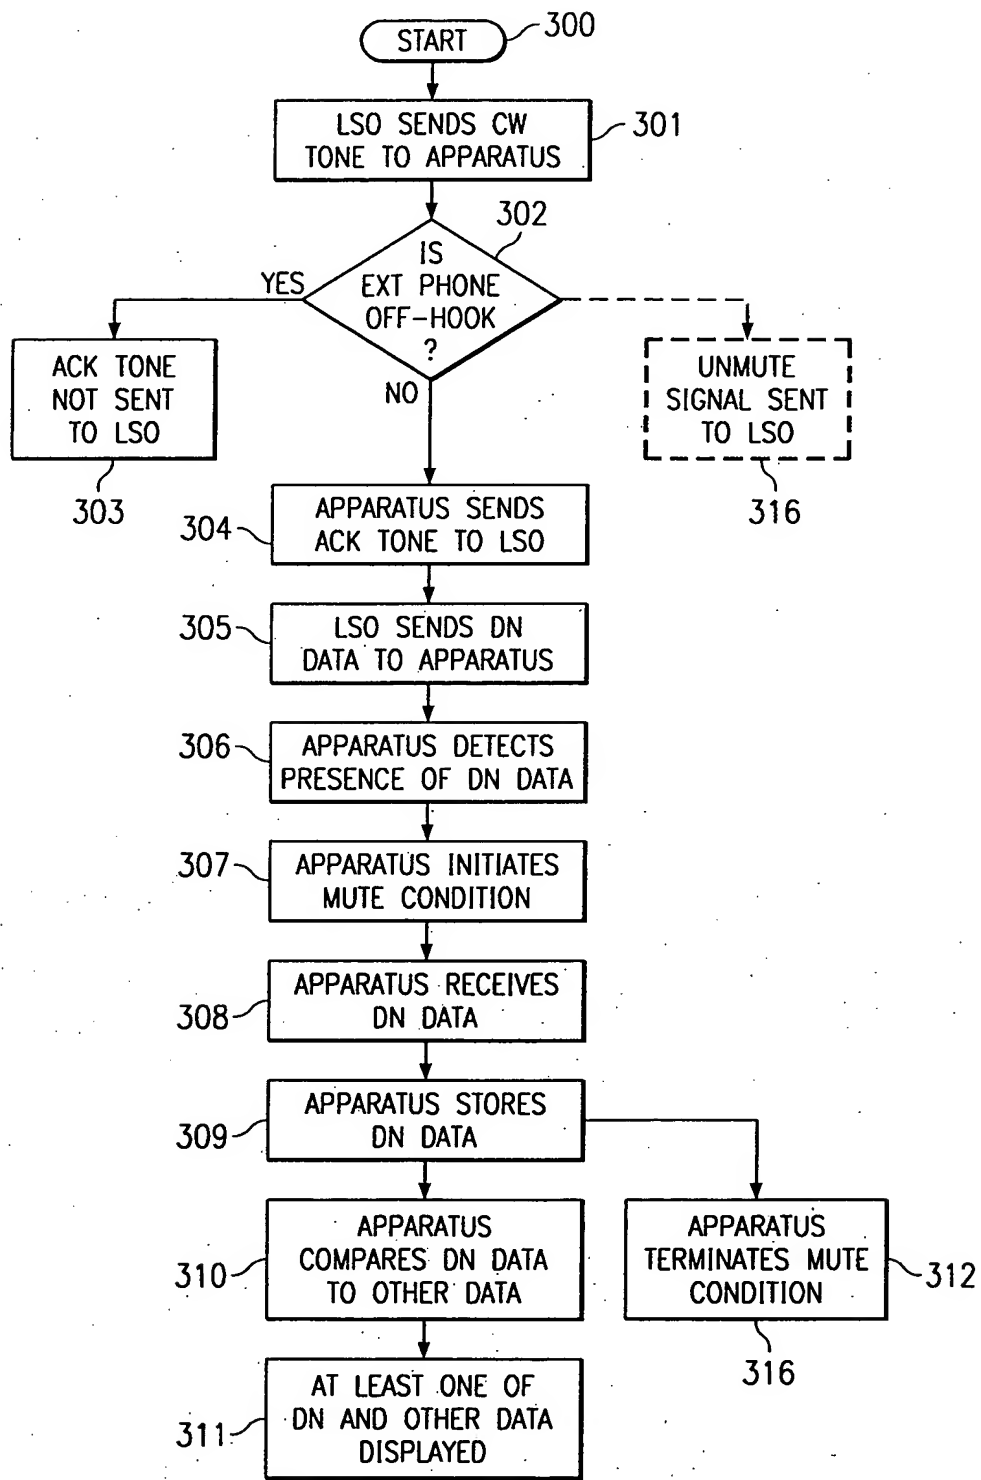 START
300
LSO SENDS CW
TONE TO APPARATUS
301
302
IS
EXT PHONE
OFF-HOOK
?
YES
NO
ACK TONE
NOT SENT
TO LSO
303
UNMUTE
SIGNAL SENT
TO LSO
316
304
APPARATUS SENDS
ACK TONE TO LSO
305
LSO SENDS DN
DATA TO APPARATUS
306
APPARATUS DETECTS
PRESENCE OF DN DATA
307
APPARATUS INITIATES
MUTE CONDITION
308
APPARATUS RECEIVES
DN DATA
309
APPARATUS STORES
DN DATA
310
APPARATUS
COMPARES DN DATA
TO OTHER DATA
APPARATUS
TERMINATES MUTE
CONDITION
312
316
311
AT LEAST ONE OF
DN AND OTHER DATA
DISPLAYED